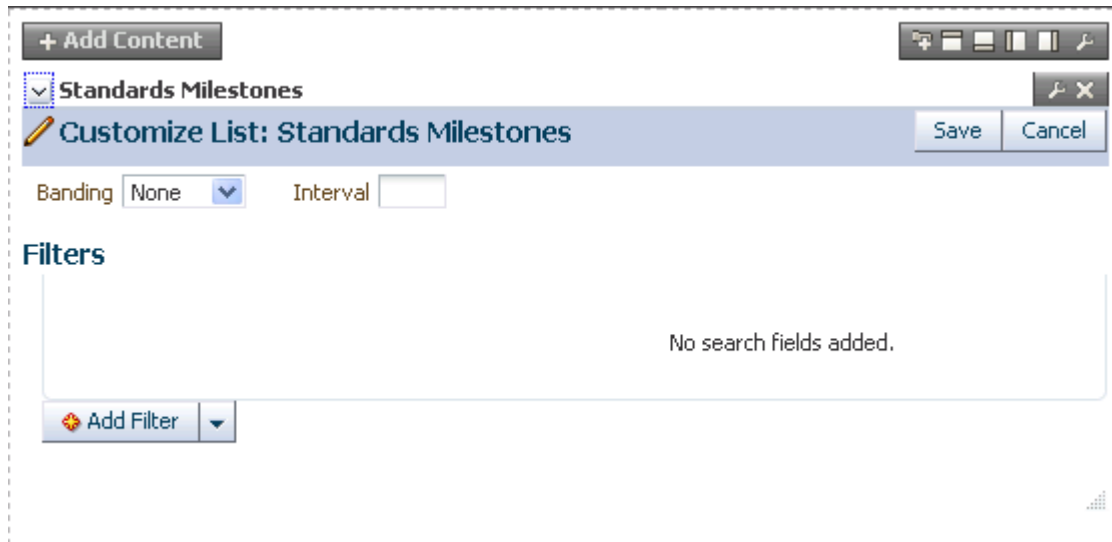 + Add Content
Standards Milestones
Customize List: Standards Milestones
Save Cancel
Banding None Interval
Filters
No search fields added.
Add Filter